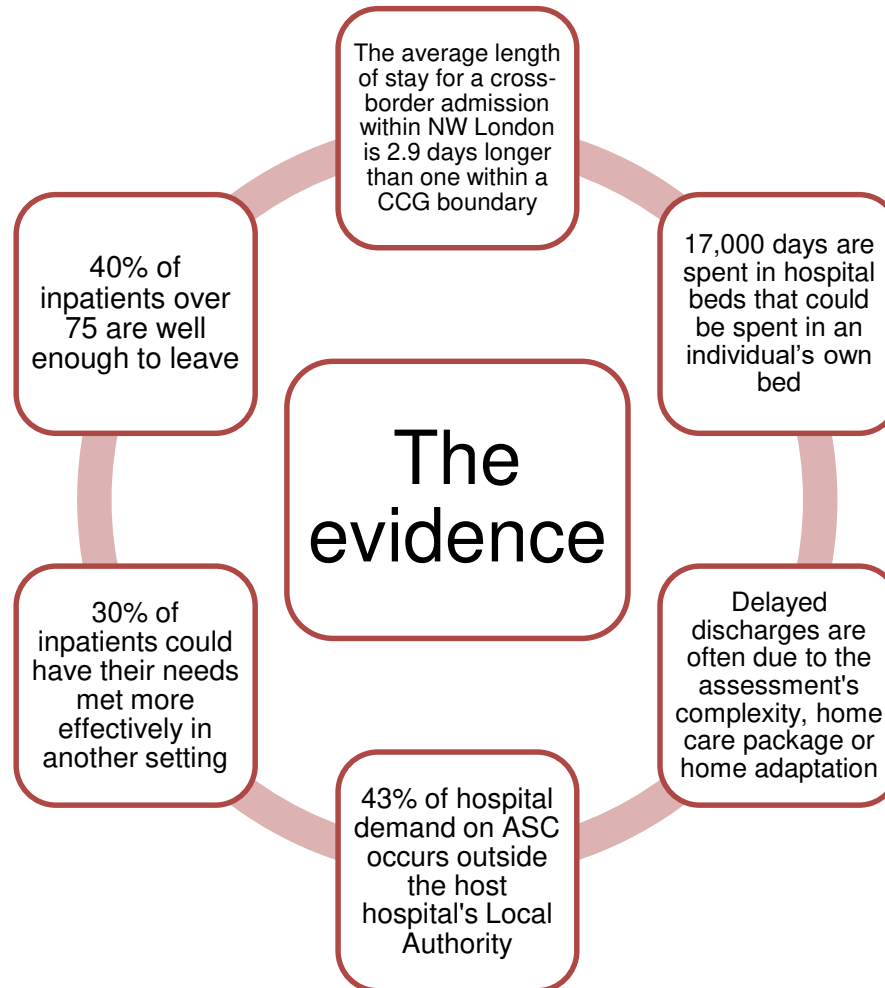 The average length
of stay for a cross-
border admission
within NW London
is 2.9 days longer
than one within a
CCG boundary
17,000 days are
spent in hospital
beds that could
be spent in an
individual’s own
bed
Delayed
discharges are
often due to the
assessment's
complexity, home
care package or
home adaptation
43% of hospital
demand on ASC
occurs outside
the host
hospital's Local
Authority
30% of
inpatients could
have their needs
met more
effectively in
another setting
40% of
inpatients over
75 are well
enough to leave
The
evidence